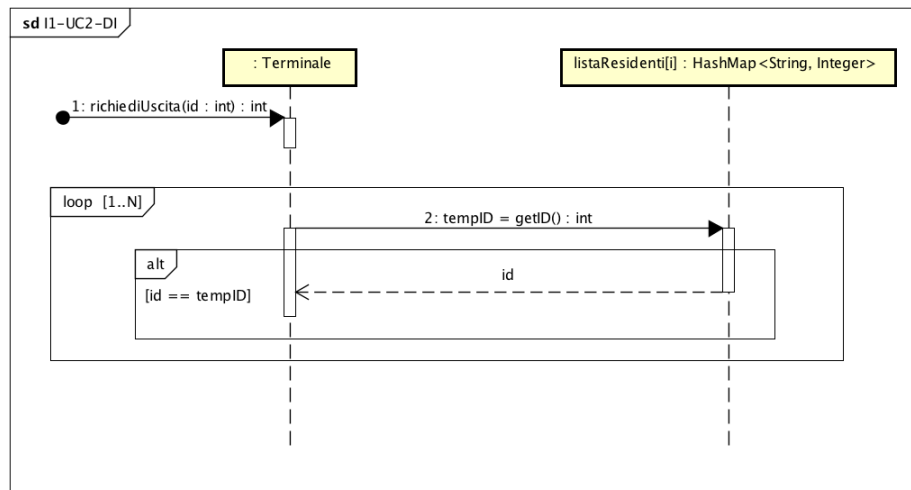 sd I1-UC2-DI
: Terminale
listaResidenti[i] : HashMap<String, Integer>
1: richiediUscita(id : int) : int
loop [1..N]
2: tempID = getID() : int
alt
id
[id == tempID]